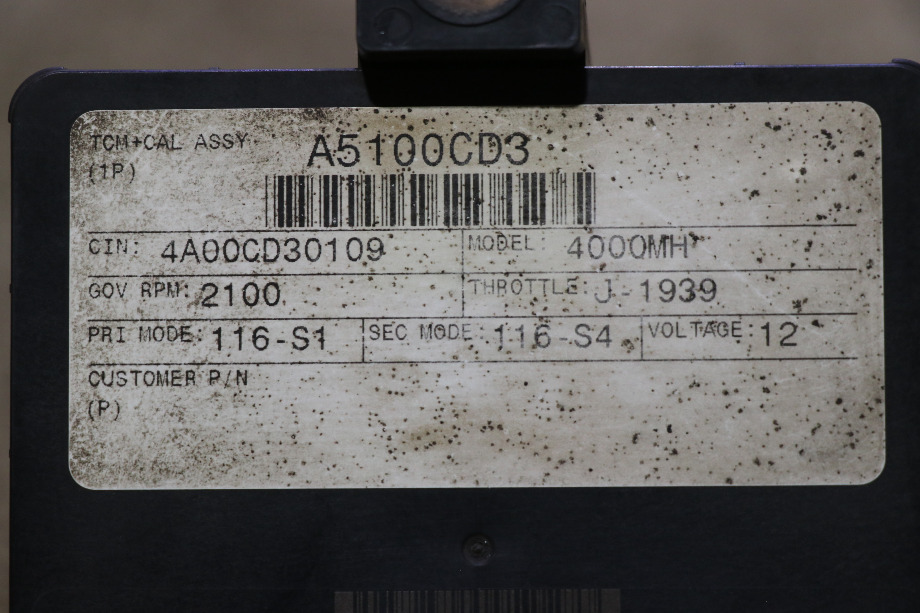 TCM+CAL ASSY A5100CD3
(1P)
CIN: 4A00CD30109 MODEL: 4000MH
GOV RPM: 2100 THROTTLE: J-1939
PRI MODE: 116-S1 SEC MODE: 116-S4 VOLTAGE: 12
CUSTOMER P/N
(P)